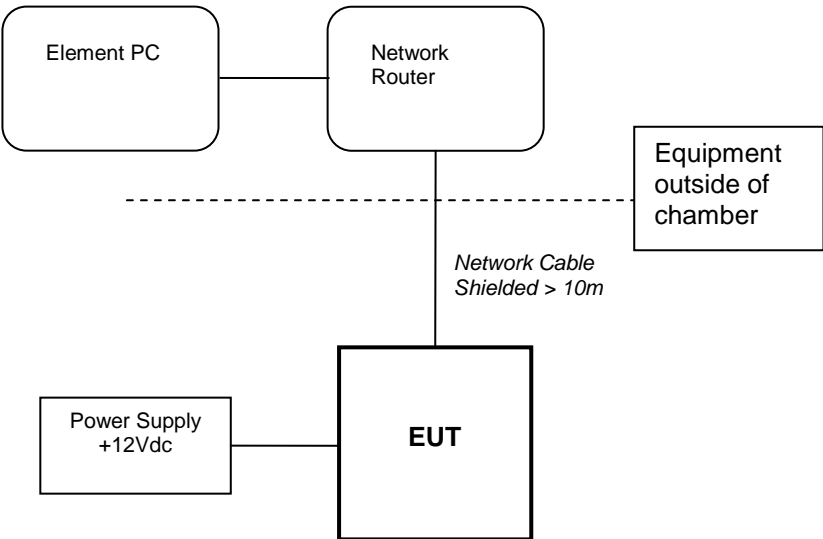 Element PC
Network
Router
Equipment
outside of
chamber
Network Cable
Shielded > 10m
Power Supply
+12Vdc
EUT